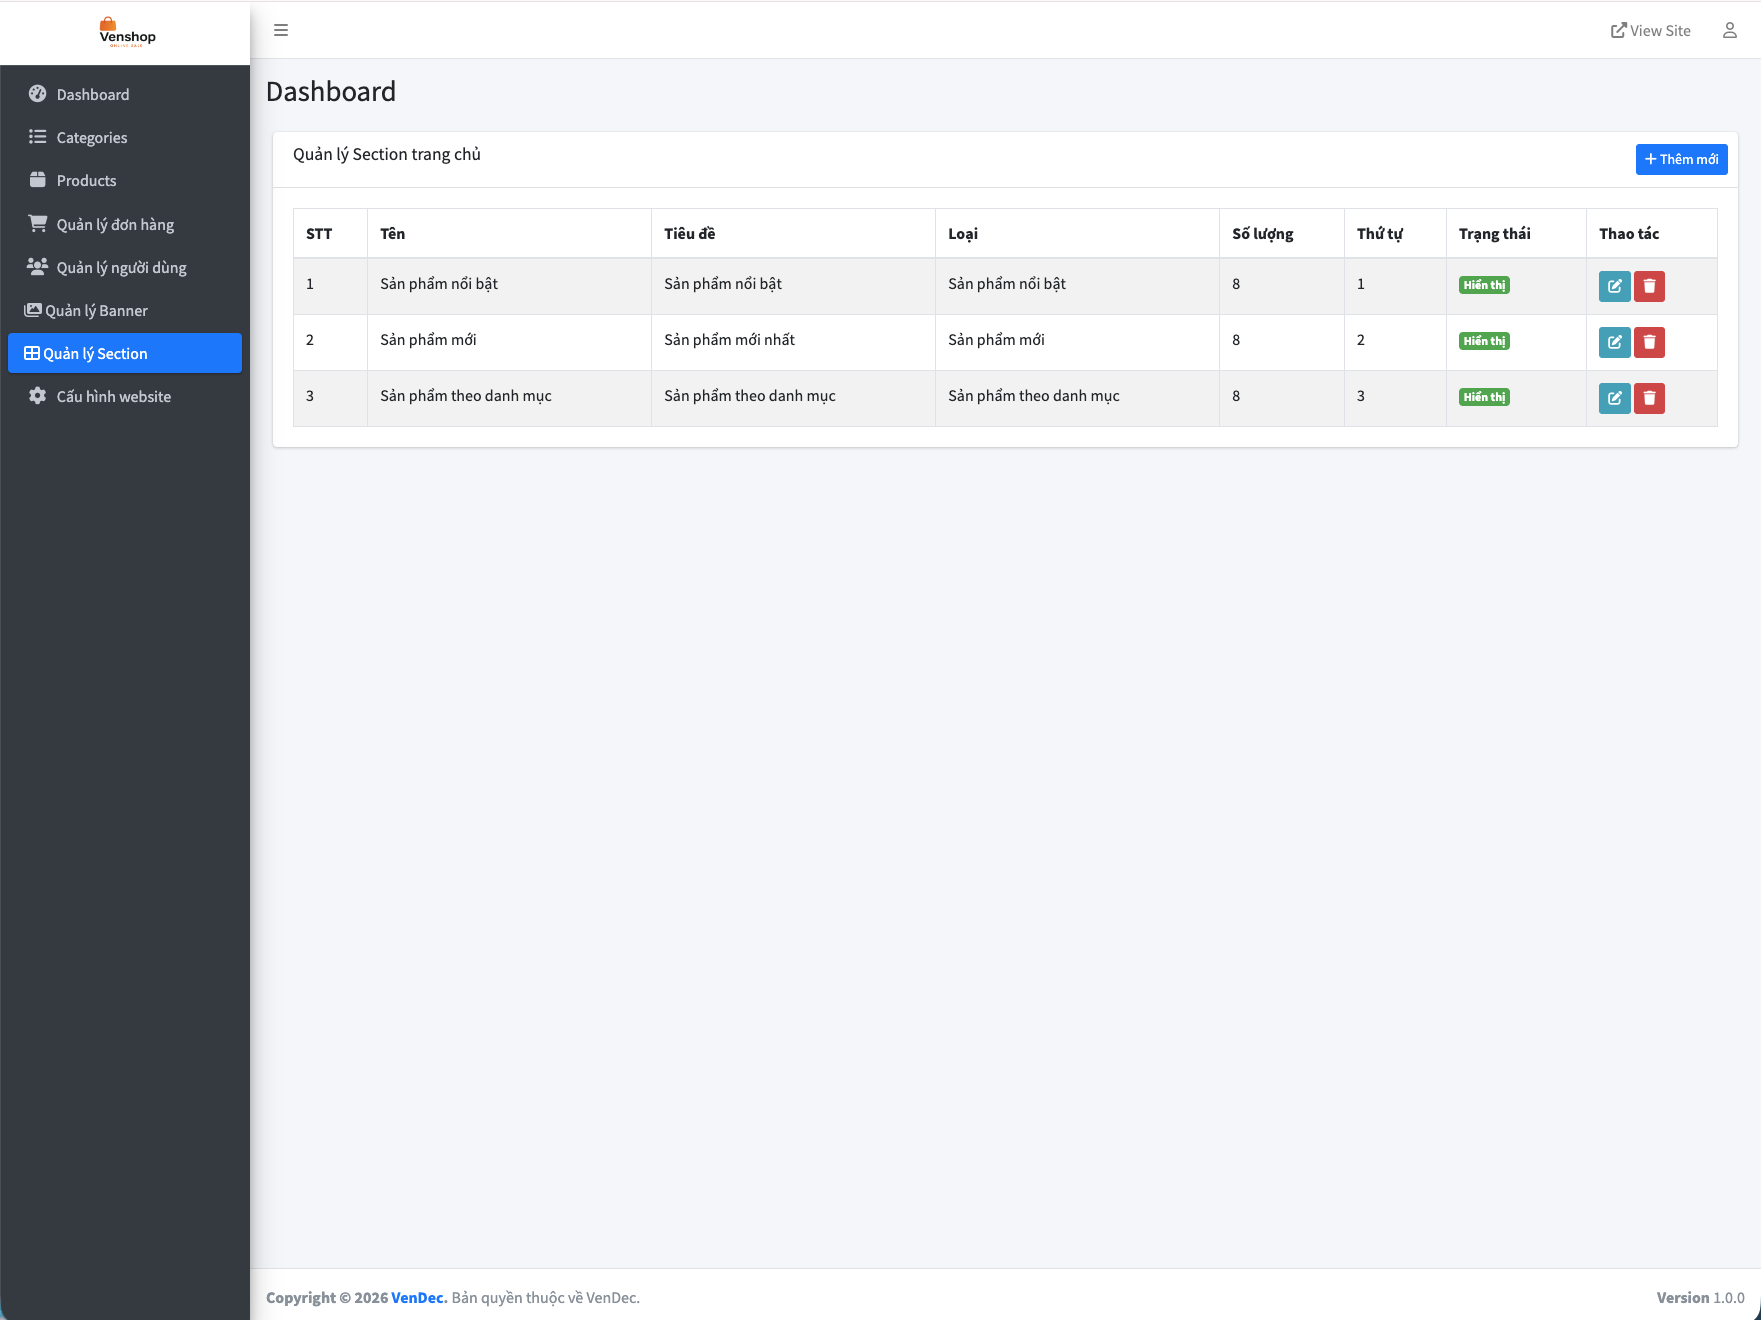 Venshop
ONLINE SALE
View Site
Dashboard
Categories
Products
Quản lý đơn hàng
Quản lý người dùng
Quản lý Banner
Quản lý Section
Cấu hình website
Dashboard
Quản lý Section trang chủ
Thêm mới
STT Tên Tiêu đề Loại Số lượng Thứ tự Trạng thái Thao tác
1 Sản phẩm nổi bật Sản phẩm nổi bật Sản phẩm nổi bật 8 1 Hiển thị
2 Sản phẩm mới Sản phẩm mới nhất Sản phẩm mới 8 2 Hiển thị
3 Sản phẩm theo danh mục Sản phẩm theo danh mục Sản phẩm theo danh mục 8 3 Hiển thị
Copyright © 2026 VenDec. Bản quyền thuộc về VenDec.
Version 1.0.0